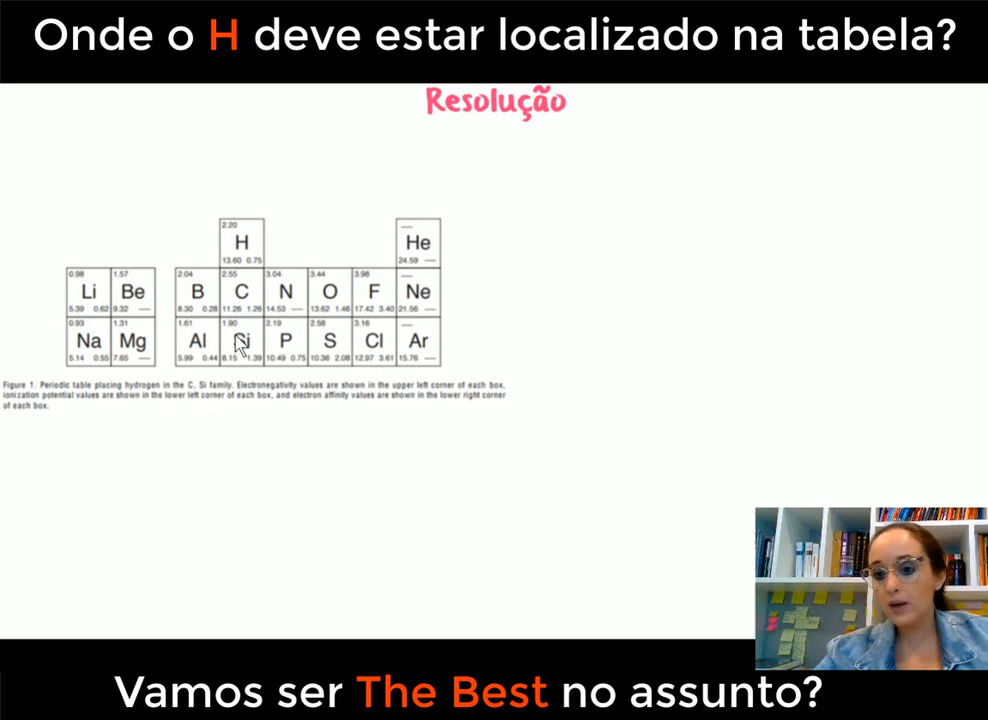 Onde o H deve estar localizado na tabela?
Resolução
2.20
H
13.60 0.75
—
He
24.59 —
0.98 1.57 2.04 2.55 3.04 3.44 3.98 —
Li Be B C N O F Ne
5.39 0.62 9.32 — 8.30 0.28 11.26 1.26 14.53 — 13.62 1.46 17.42 3.40 21.56 —
0.93 1.31 1.61 1.90 2.19 2.58 3.16 —
Na Mg Al Si P S Cl Ar
5.14 0.55 7.65 — 5.99 0.44 8.15 1.39 10.49 0.75 10.36 2.08 12.97 3.61 15.76 —
Figure 1. Periodic table placing hydrogen in the C, Si family. Electronegativity values are shown in the upper left corner of each box,
ionization potential values are shown in the lower left corner of each box, and electron affinity values are shown in the lower right corner
of each box.
Vamos ser The Best no assunto?